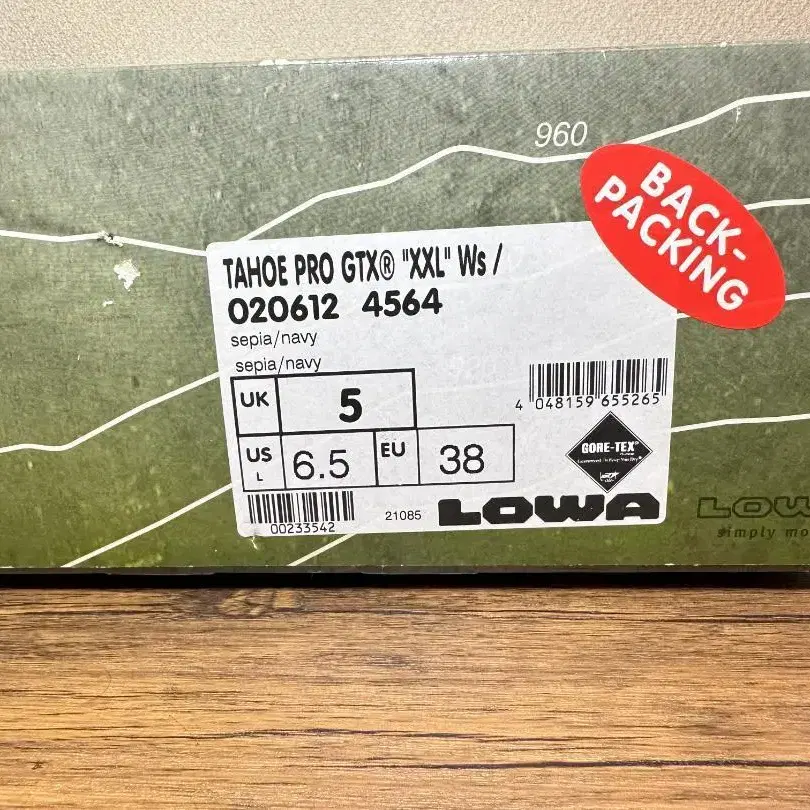 960
BACK-
PACKING
TAHOE PRO GTX® "XXL" Ws /
020612 4564
sepia/navy
sepia/navy
UK 5
4 048159 655265
US L 6.5 EU 38
GORE-TEX®
00233542
21085
LOWA
LOW
simply mo